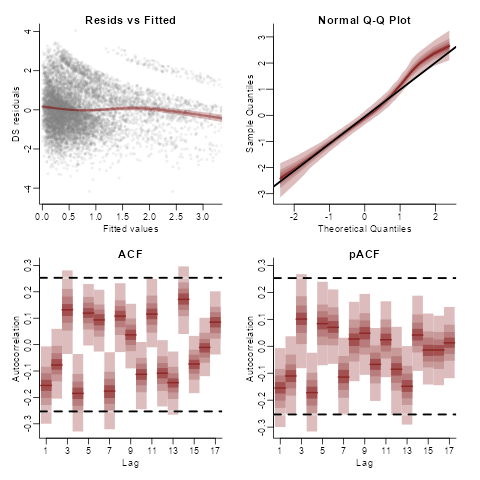 Resids vs Fitted
DS residuals
4
2
0
-2
-4
0.0 0.5 1.0 1.5 2.0 2.5 3.0
Fitted values
Normal Q-Q Plot
Sample Quantiles
3
2
1
0
-1
-2
-3
-2 -1 0 1 2
Theoretical Quantiles
ACF
Autocorrelation
0.3
0.2
0.1
0.0
-0.1
-0.2
-0.3
1 3 5 7 9 11 13 15 17
Lag
pACF
Autocorrelation
0.3
0.2
0.1
0.0
-0.1
-0.2
-0.3
1 3 5 7 9 11 13 15 17
Lag